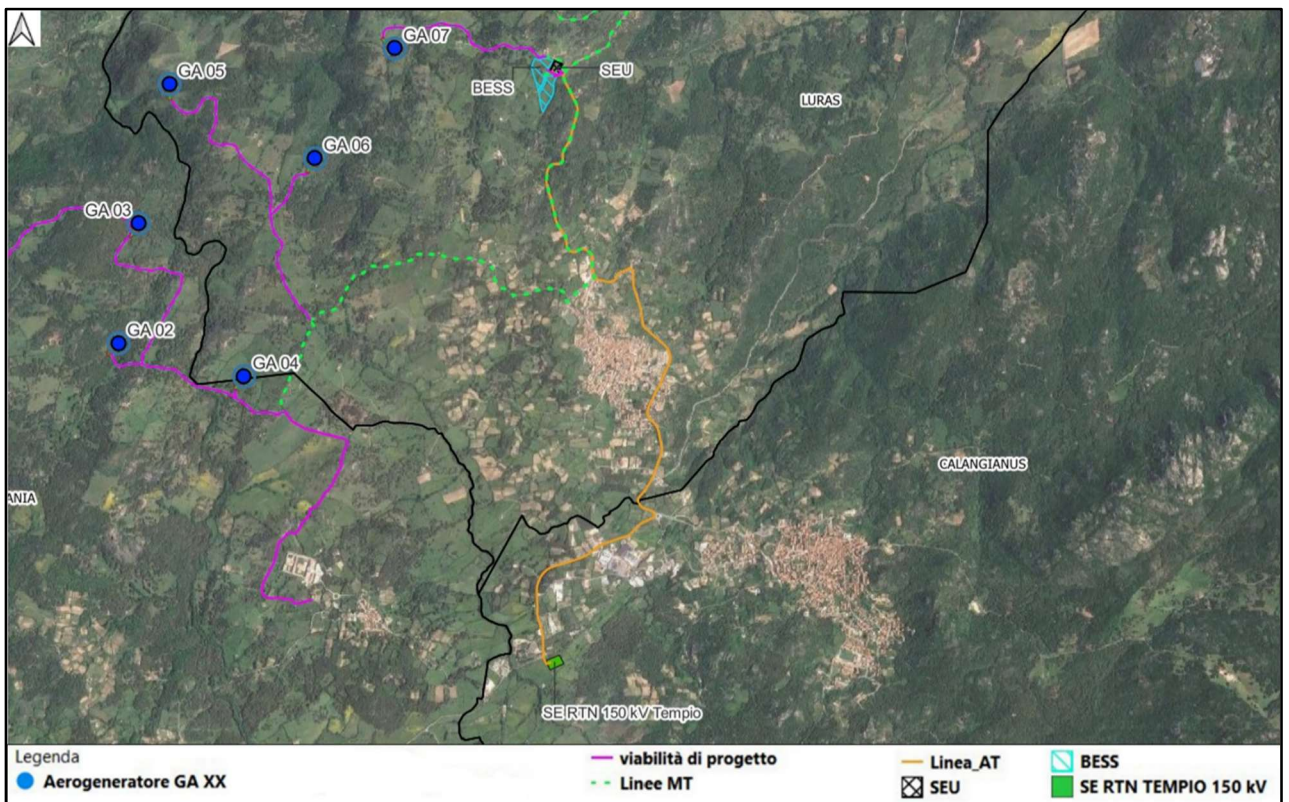 GA 07
GA 05
SEU
BESS
LURAS
GA 06
GA 03
GA 02
GA 04
CALANGIANUS
ANIA
SE RTN 150 kV Tempio
Legenda
Aerogeneratore GA XX
viabilità di progetto
Linee MT
Linea_AT
SEU
BESS
SE RTN TEMPIO 150 kV